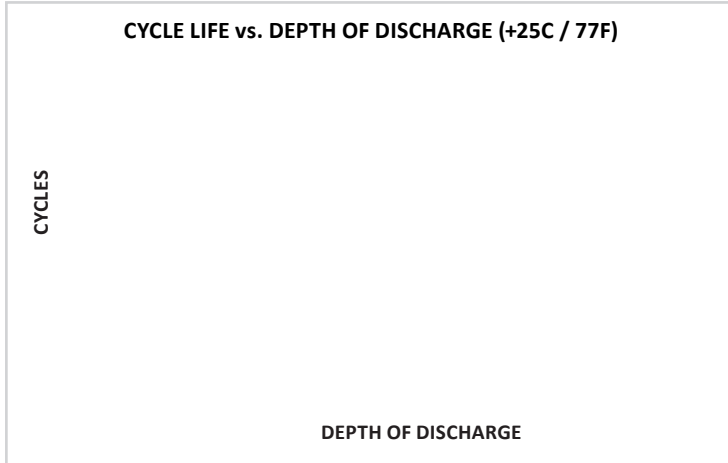 CYCLE LIFE vs. DEPTH OF DISCHARGE (+25C / 77F)
CYCLES
DEPTH OF DISCHARGE